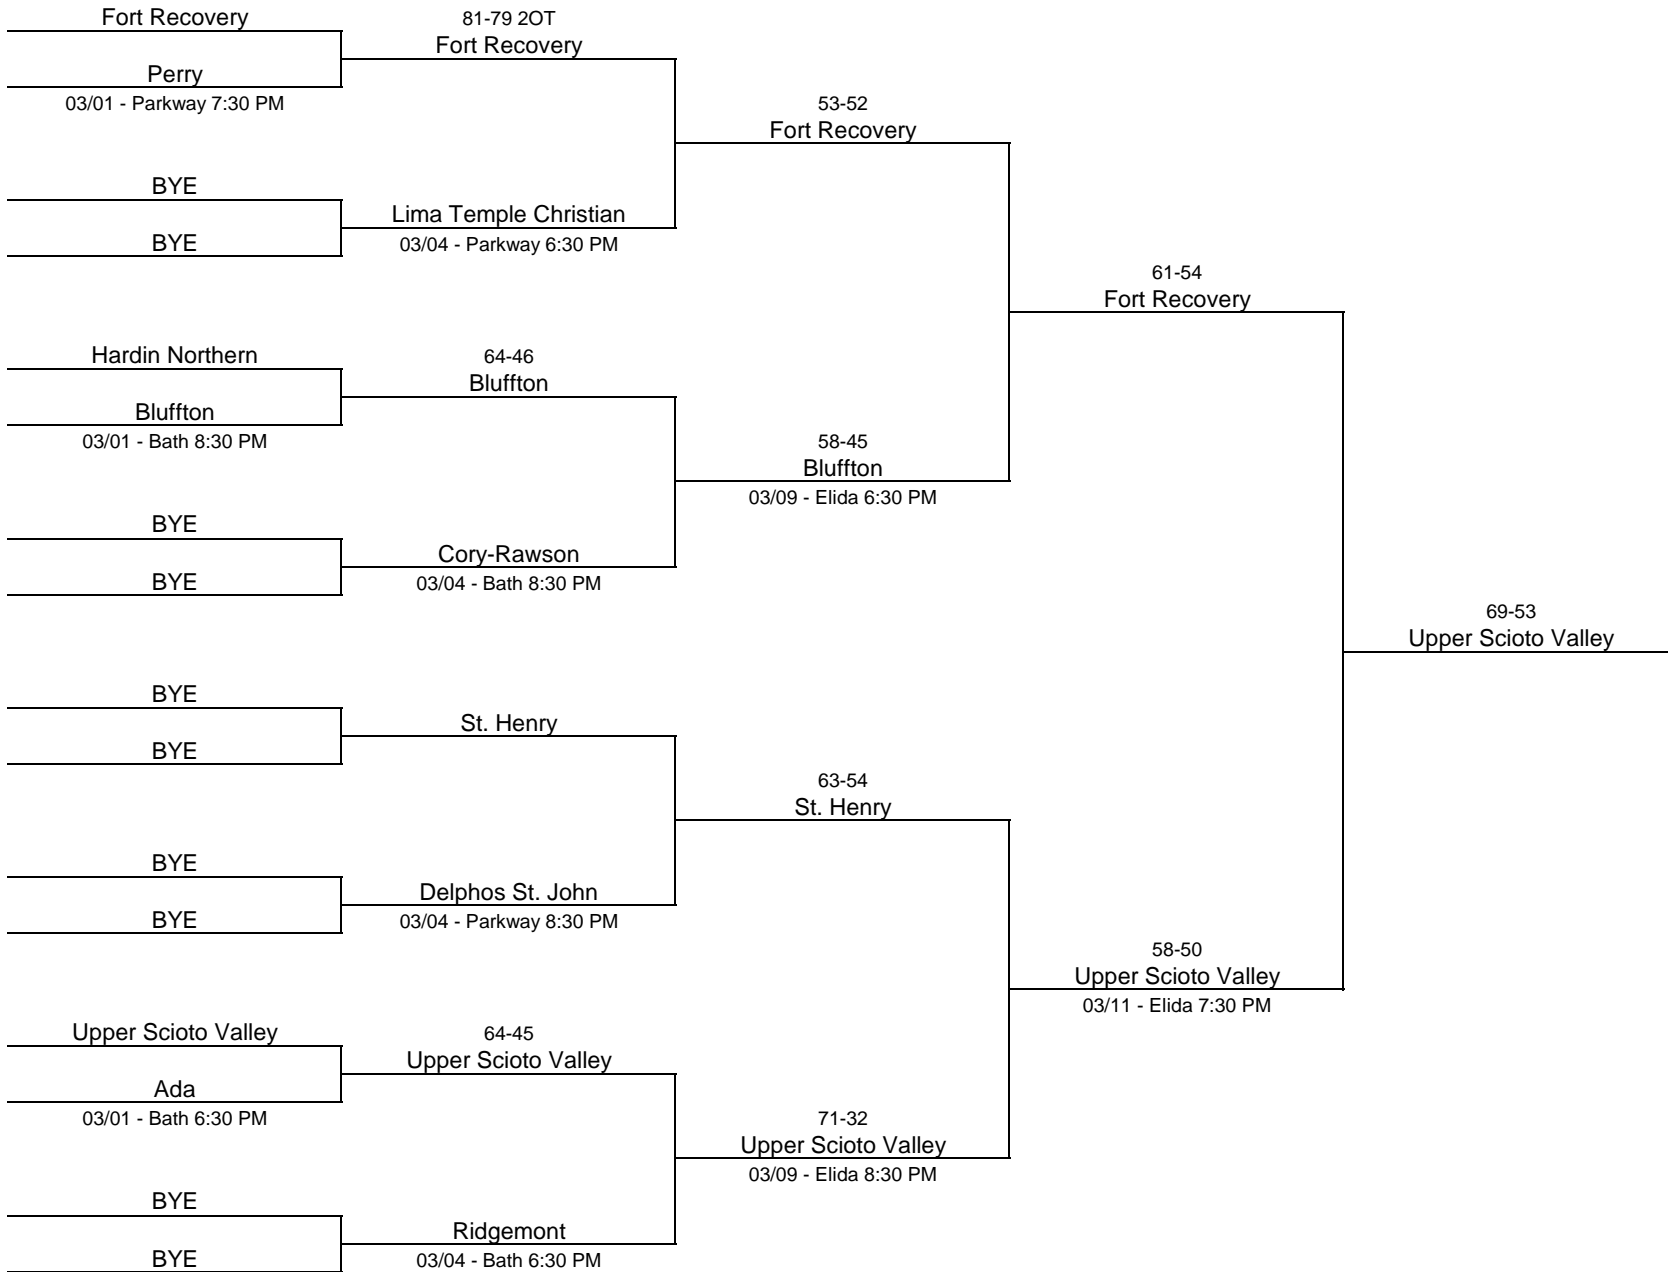 Fort Recovery
Perry
03/01 - Parkway 7:30 PM
BYE
BYE
Hardin Northern
Bluffton
03/01 - Bath 8:30 PM
BYE
BYE
BYE
BYE
BYE
BYE
Upper Scioto Valley
Ada
03/01 - Bath 6:30 PM
BYE
BYE
81-79 2OT
Fort Recovery
Lima Temple Christian
03/04 - Parkway 6:30 PM
64-46
Bluffton
Cory-Rawson
03/04 - Bath 8:30 PM
St. Henry
Delphos St. John
03/04 - Parkway 8:30 PM
64-45
Upper Scioto Valley
Ridgemont
03/04 - Bath 6:30 PM
53-52
Fort Recovery
58-45
Bluffton
03/09 - Elida 6:30 PM
63-54
St. Henry
71-32
Upper Scioto Valley
03/09 - Elida 8:30 PM
61-54
Fort Recovery
58-50
Upper Scioto Valley
03/11 - Elida 7:30 PM
69-53
Upper Scioto Valley